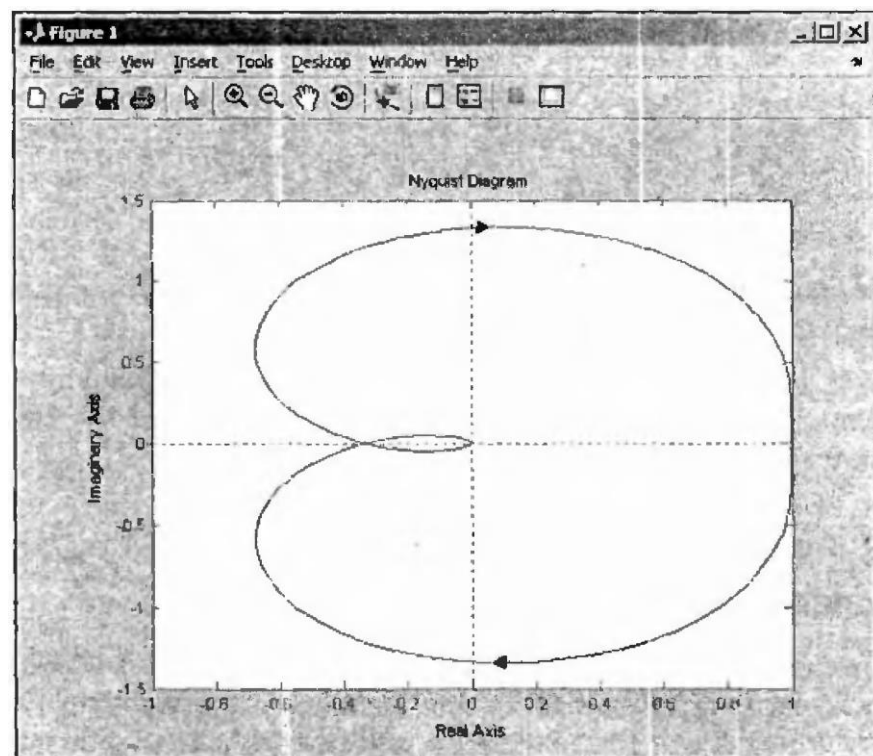 Figure 1
File Edit View Insert Tools Desktop Window Help
Nyquist Diagram
1.5
1
0.5
0
-0.5
-1
-1.5
Imaginary Axis
-1 -0.8 -0.6 -0.4 -0.2 0 0.2 0.4 0.6 0.8 1
Real Axis